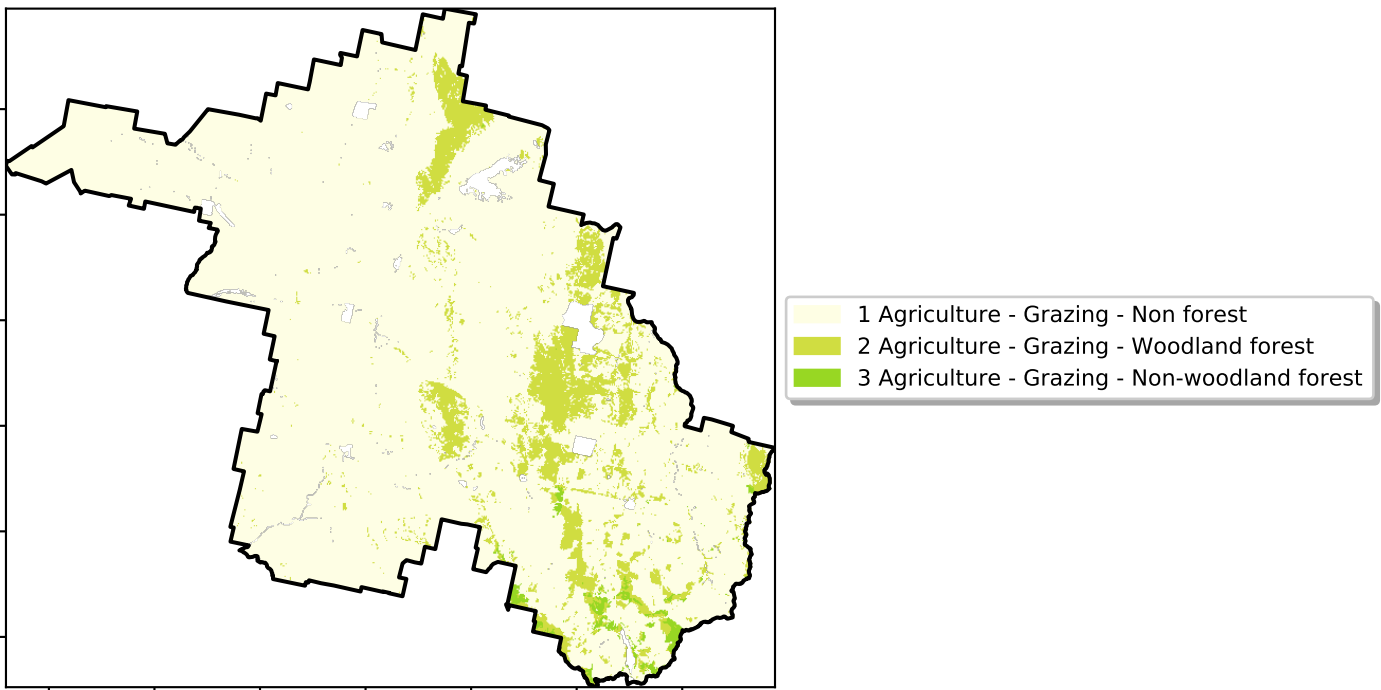 1 Agriculture - Grazing - Non forest
2 Agriculture - Grazing - Woodland forest
3 Agriculture - Grazing - Non-woodland forest